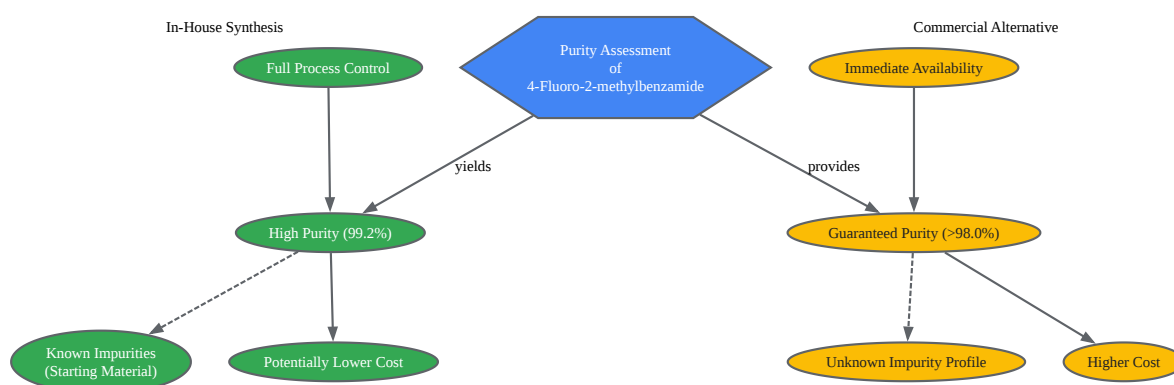 In-House Synthesis
Commercial Alternative
Full Process Control
Purity Assessment
of
4-Fluoro-2-methylbenzamide
Immediate Availability
yields
provides
High Purity (99.2%)
Guaranteed Purity (>98.0%)
Known Impurities
(Starting Material)
Potentially Lower Cost
Unknown Impurity Profile
Higher Cost